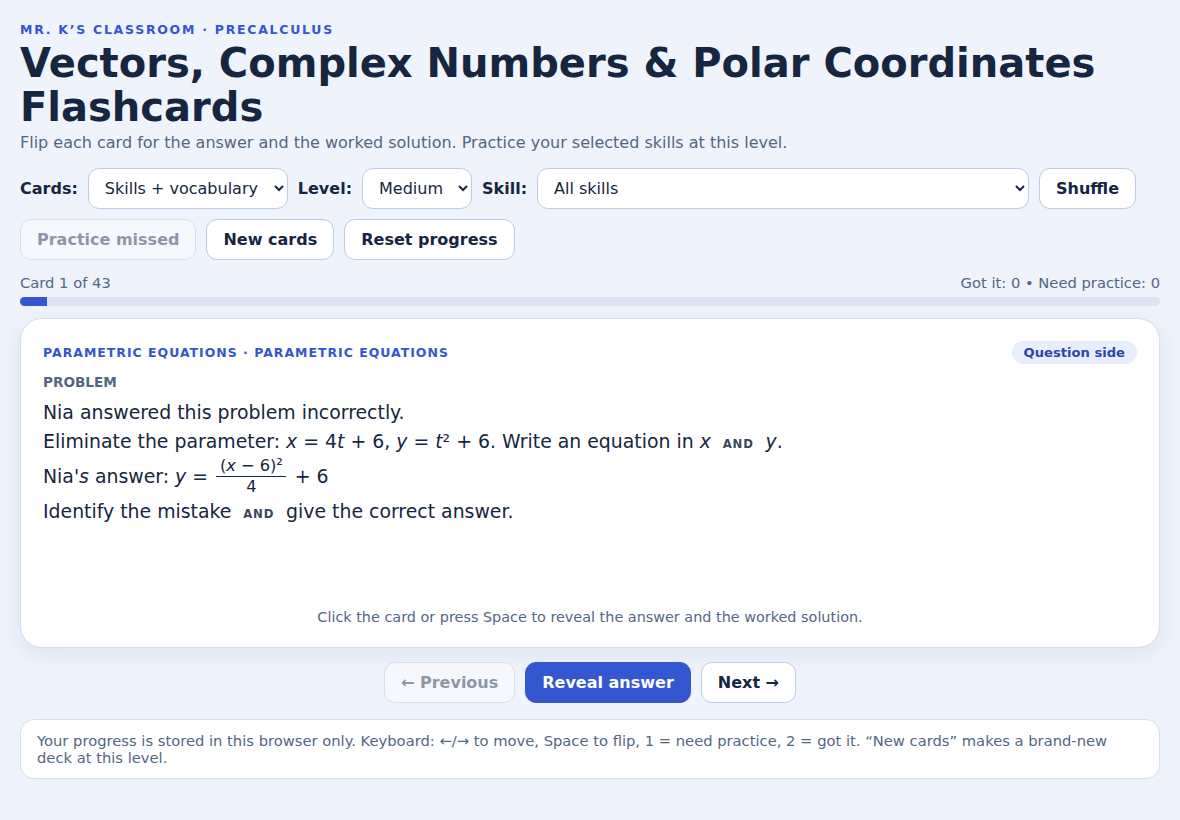 MR. K’S CLASSROOM · PRECALCULUS
Vectors, Complex Numbers & Polar Coordinates
Flashcards
Flip each card for the answer and the worked solution. Practice your selected skills at this level.
Cards: Skills + vocabulary Level: Medium Skill: All skills Shuffle
Practice missed New cards Reset progress
Card 1 of 43 Got it: 0 • Need practice: 0
PARAMETRIC EQUATIONS · PARAMETRIC EQUATIONS Question side
PROBLEM
Nia answered this problem incorrectly.
Eliminate the parameter: x = 4t + 6, y = t² + 6. Write an equation in x AND y.
Nia's answer: y = (x − 6)²/4 + 6
Identify the mistake AND give the correct answer.
Click the card or press Space to reveal the answer and the worked solution.
← Previous Reveal answer Next →
Your progress is stored in this browser only. Keyboard: ←/→ to move, Space to flip, 1 = need practice, 2 = got it. “New cards” makes a brand-new
deck at this level.